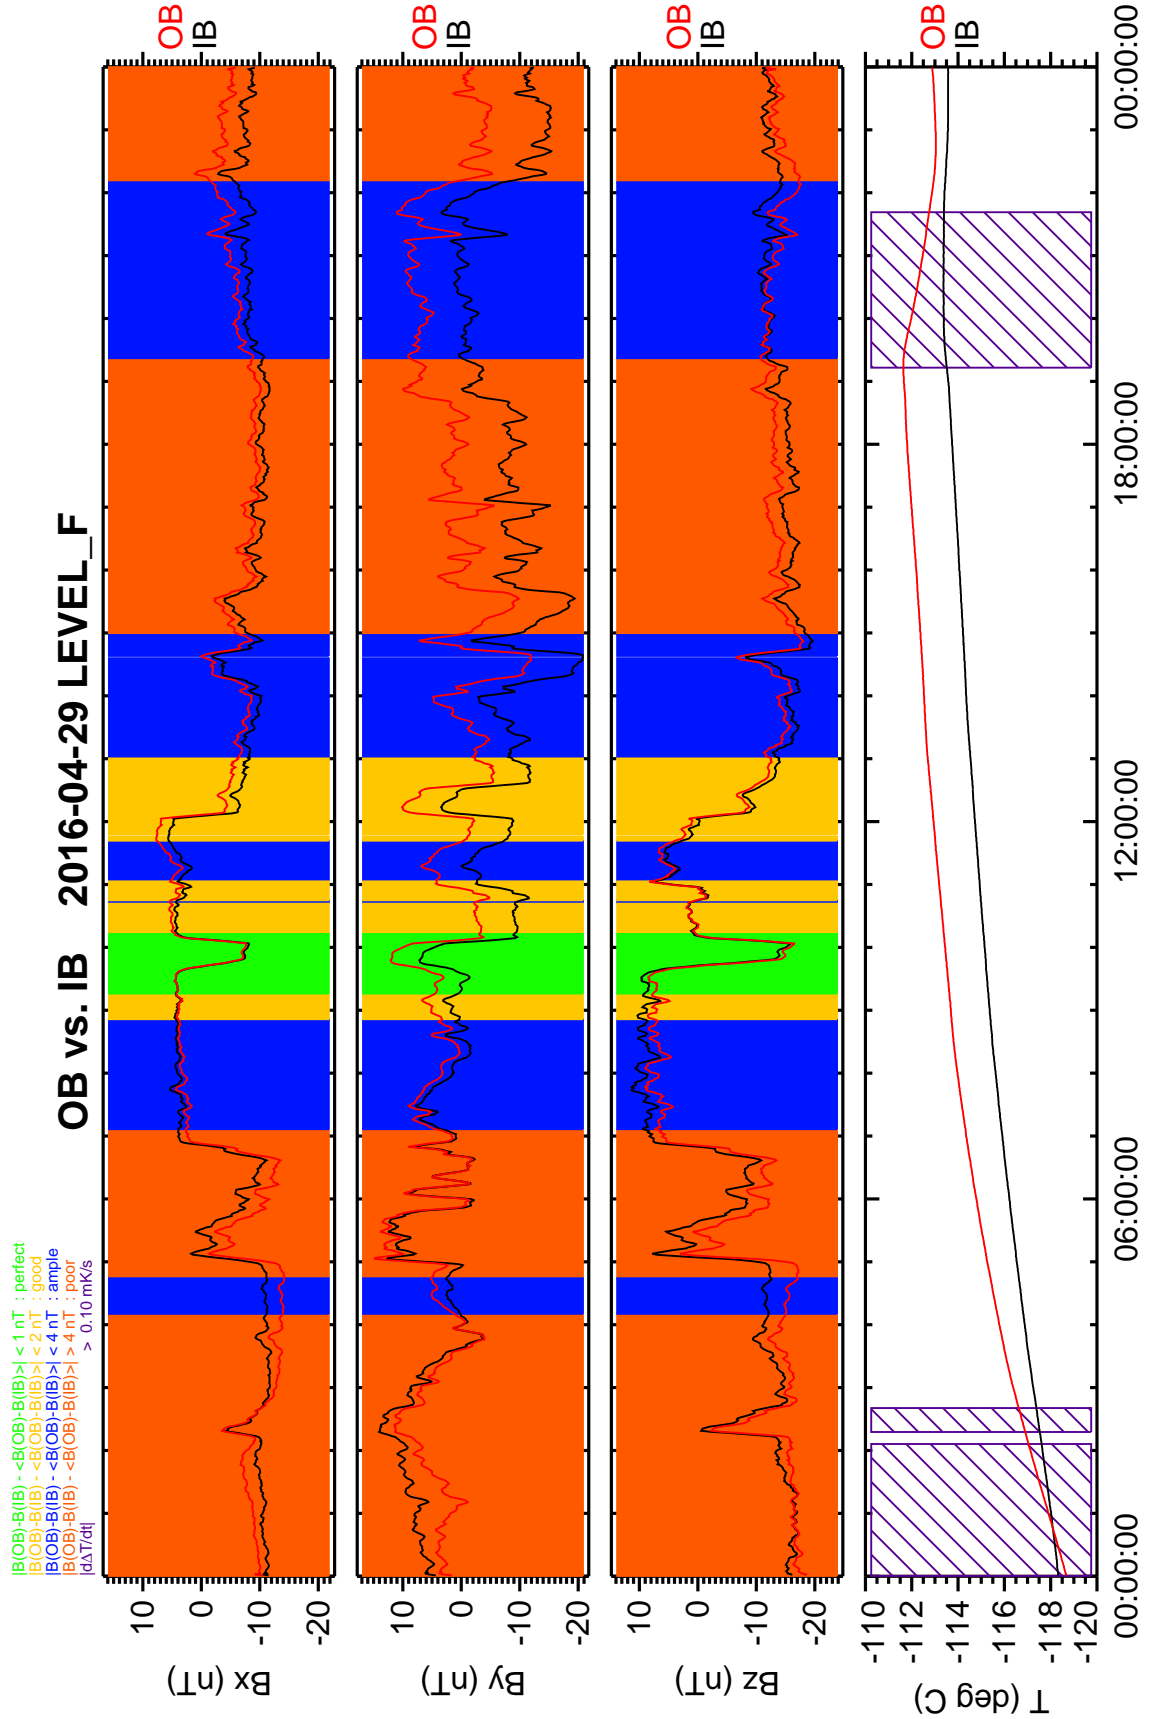 OB vs. IB 2016-04-29 LEVEL_F
|B(OB)-B(IB) - <B(OB)-B(IB)>| < 1 nT : perfect
|B(OB)-B(IB) - <B(OB)-B(IB)>| < 2 nT : good
|B(OB)-B(IB) - <B(OB)-B(IB)>| < 4 nT : ample
|B(OB)-B(IB) - <B(OB)-B(IB)>| > 4 nT : poor
|dΔT/dt| > 0.10 mK/s
Bx (nT)
10
0
-10
-20
OB
IB
By (nT)
10
0
-10
-20
OB
IB
Bz (nT)
10
0
-10
-20
OB
IB
T (deg C)
-110
-112
-114
-116
-118
-120
OB
IB
00:00:00
06:00:00
12:00:00
18:00:00
00:00:00